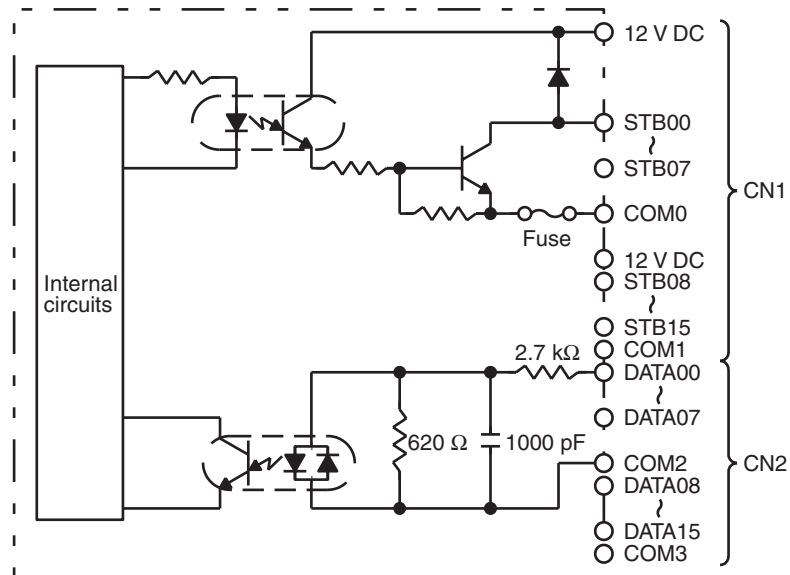 12 V DC
STB00
~
STB07
CN1
COM0
Fuse
12 V DC
Internal
circuits
STB08
~
STB15
2.7 kΩ
COM1
DATA00
~
DATA07
620 Ω
1000 pF
COM2
CN2
DATA08
~
DATA15
COM3